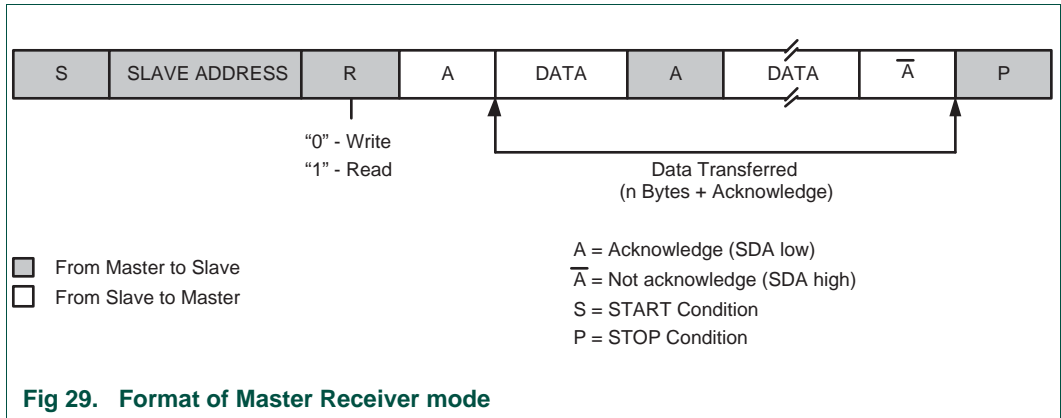 S SLAVE ADDRESS R A DATA A DATA A̅ P
“0” - Write
“1” - Read
Data Transferred
(n Bytes + Acknowledge)
From Master to Slave
From Slave to Master
A = Acknowledge (SDA low)
A̅ = Not acknowledge (SDA high)
S = START Condition
P = STOP Condition
Fig 29. Format of Master Receiver mode